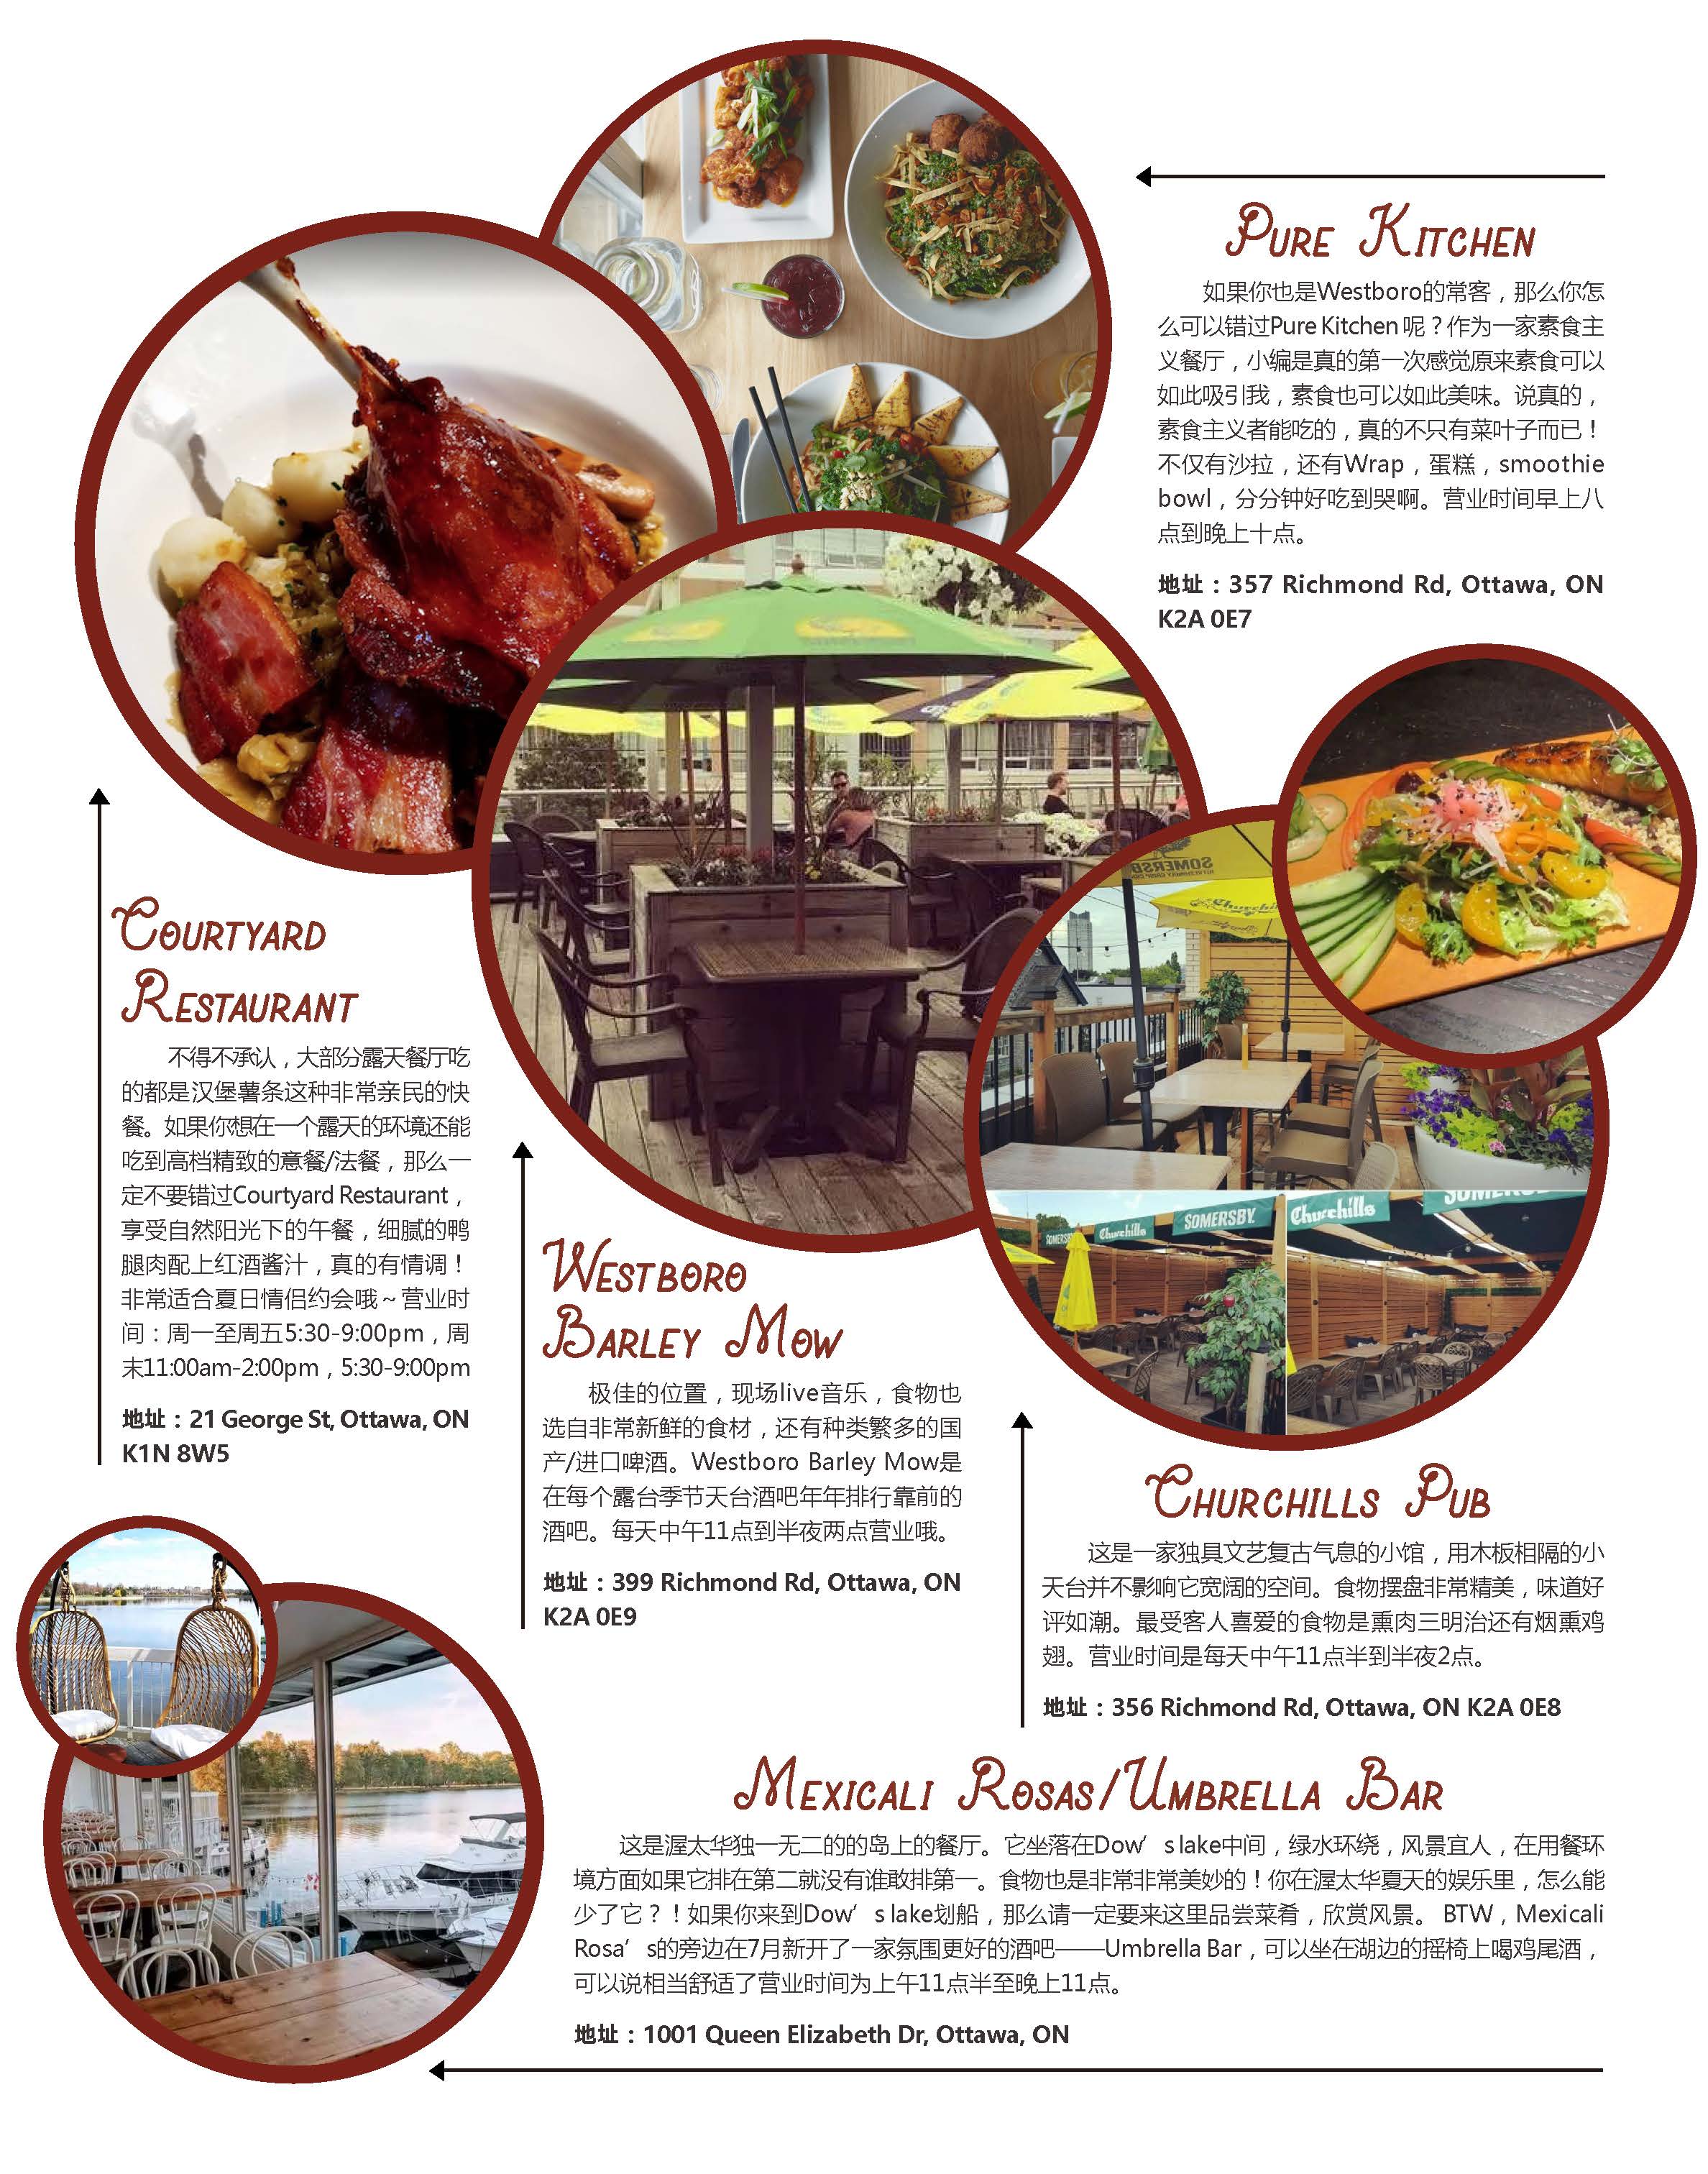 PURE KITCHEN
如果你也是Westboro的常客，那么你怎
么可以错过Pure Kitchen 呢？作为一家素食主
义餐厅，小编是真的第一次感觉原来素食可以
如此吸引我，素食也可以如此美味。说真的，
素食主义者能吃的，真的不只有菜叶子而已！
不仅有沙拉，还有Wrap，蛋糕，smoothie
bowl，分分钟好吃到哭啊。营业时间早上八
点到晚上十点。
地址：357 Richmond Rd, Ottawa, ON
K2A 0E7
COURTYARD
RESTAURANT
不得不承认，大部分露天餐厅吃
的都是汉堡薯条这种非常亲民的快
餐。如果你想在一个露天的环境还能
吃到高档精致的意餐/法餐，那么一
定不要错过Courtyard Restaurant，
享受自然阳光下的午餐，细腻的鸭
腿肉配上红酒酱汁，真的有情调！
非常适合夏日情侣约会哦～营业时
间：周一至周五5:30-9:00pm，周
末11:00am-2:00pm，5:30-9:00pm
地址：21 George St, Ottawa, ON
K1N 8W5
WESTBORO
BARLEY MOW
极佳的位置，现场live音乐，食物也
选自非常新鲜的食材，还有种类繁多的国
产/进口啤酒。Westboro Barley Mow是
在每个露台季节天台酒吧年年排行靠前的
酒吧。每天中午11点到半夜两点营业哦。
地址：399 Richmond Rd, Ottawa, ON
K2A 0E9
SOMERSB
Churchil
SOMERSBY
Churchills
SOMERSBY.
Churchills
CHURCHILLS PUB
这是一家独具文艺复古气息的小馆，用木板相隔的小
天台并不影响它宽阔的空间。食物摆盘非常精美，味道好
评如潮。最受客人喜爱的食物是熏肉三明治还有烟熏鸡
翅。营业时间是每天中午11点半到半夜2点。
地址：356 Richmond Rd, Ottawa, ON K2A 0E8
MEXICALI ROSAS/UMBRELLA BAR
这是渥太华独一无二的的岛上的餐厅。它坐落在Dow’s lake中间，绿水环绕，风景宜人，在用餐环
境方面如果它排在第二就没有谁敢排第一。食物也是非常非常美妙的！你在渥太华夏天的娱乐里，怎么能
少了它？！如果你来到Dow’s lake划船，那么请一定要来这里品尝菜肴，欣赏风景。BTW，Mexicali
Rosa’s的旁边在7月新开了一家氛围更好的酒吧——Umbrella Bar，可以坐在湖边的摇椅上喝鸡尾酒，
可以说相当舒适了营业时间为上午11点半至晚上11点。
地址：1001 Queen Elizabeth Dr, Ottawa, ON